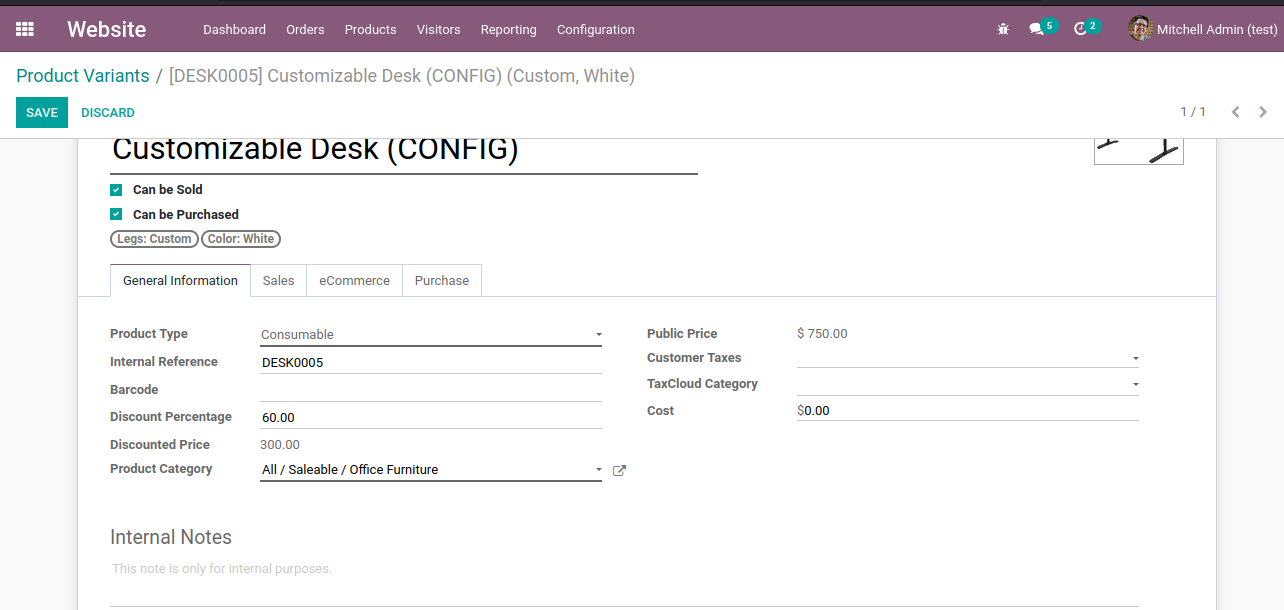 Website Dashboard Orders Products Visitors Reporting Configuration 5 2 Mitchell Admin (test)
Product Variants / [DESK0005] Customizable Desk (CONFIG) (Custom, White)
SAVE DISCARD 1 / 1
Customizable Desk (CONFIG)
Can be Sold
Can be Purchased
Legs: Custom Color: White
General Information Sales eCommerce Purchase
Product Type Consumable Public Price $ 750.00
Internal Reference DESK0005 Customer Taxes
Barcode TaxCloud Category
Discount Percentage 60.00 Cost $0.00
Discounted Price 300.00
Product Category All / Saleable / Office Furniture
Internal Notes
This note is only for internal purposes.